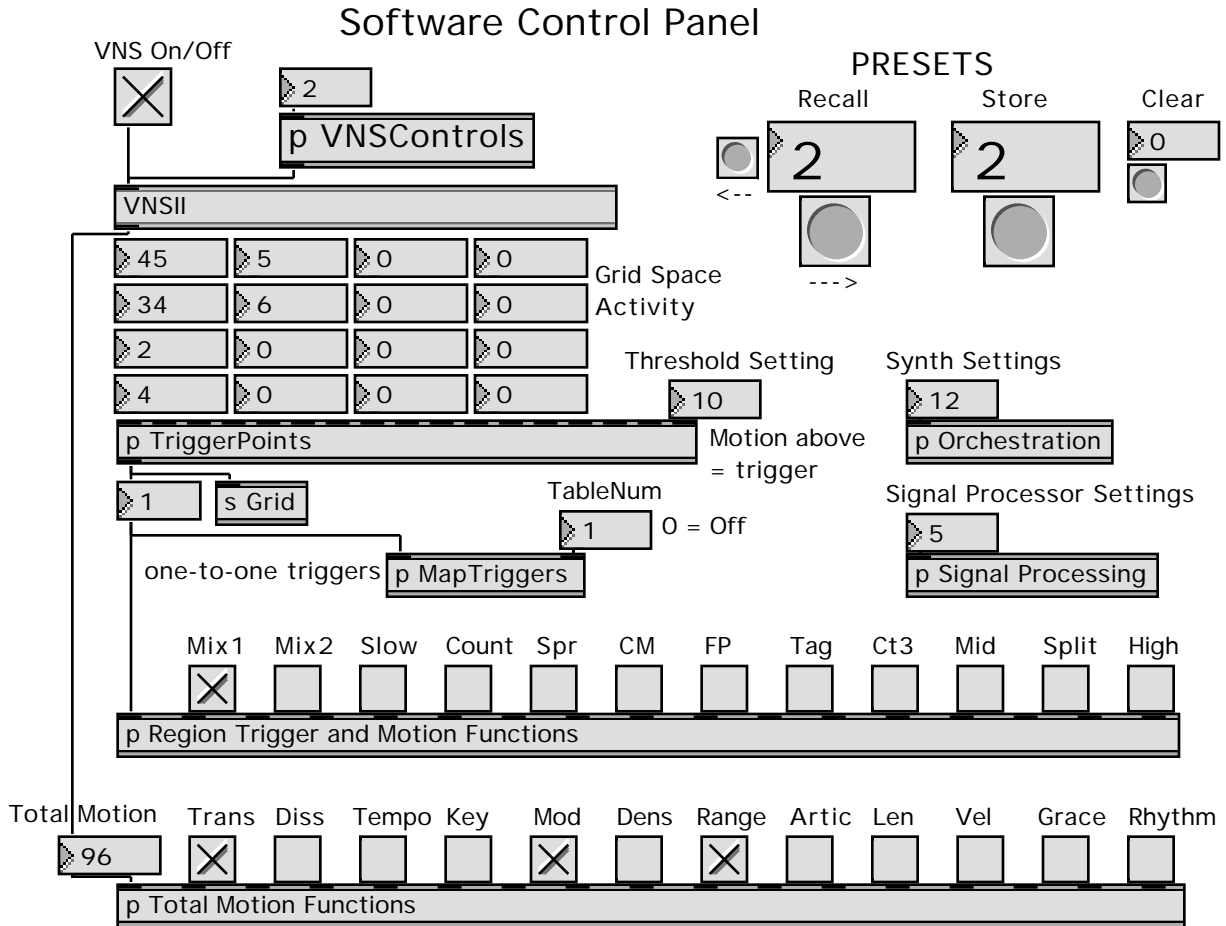 Software Control Panel
VNS On/Off
2
p VNSControls
PRESETS
Recall Store Clear
2 2 0
<--
--->
VNSII
45 5 0 0
34 6 0 0
2 0 0 0
4 0 0 0
Grid Space
Activity
Threshold Setting
10
Synth Settings
12
p TriggerPoints
Motion above
= trigger
p Orchestration
1
s Grid
TableNum
1
0 = Off
Signal Processor Settings
5
one-to-one triggers
p MapTriggers
p Signal Processing
Mix1 Mix2 Slow Count Spr CM FP Tag Ct3 Mid Split High
p Region Trigger and Motion Functions
Total Motion
96
Trans Diss Tempo Key Mod Dens Range Artic Len Vel Grace Rhythm
p Total Motion Functions